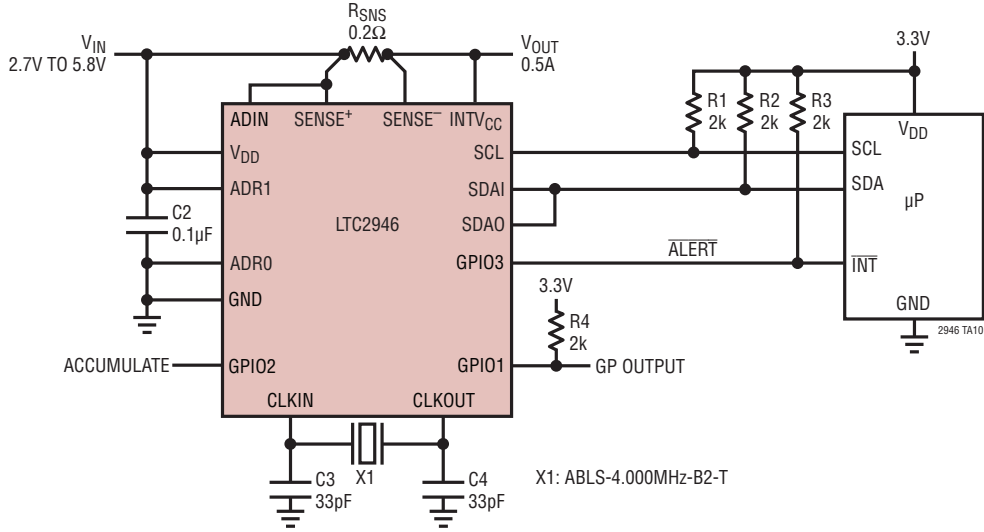 RSNS
0.2Ω
VIN
2.7V TO 5.8V
VOUT
0.5A
3.3V
R1
2k
R2
2k
R3
2k
ADIN
SENSE+
SENSE–
INTVCC
VDD
ADR1
C2
0.1µF
ADR0
GND
LTC2946
SCL
SDAI
SDAO
GPIO3
ALERT
VDD
SCL
SDA
µP
INT
GND
2946 TA10
3.3V
R4
2k
ACCUMULATE
GPIO2
GPIO1
GP OUTPUT
CLKIN
CLKOUT
C3
33pF
X1
C4
33pF
X1: ABLS-4.000MHz-B2-T